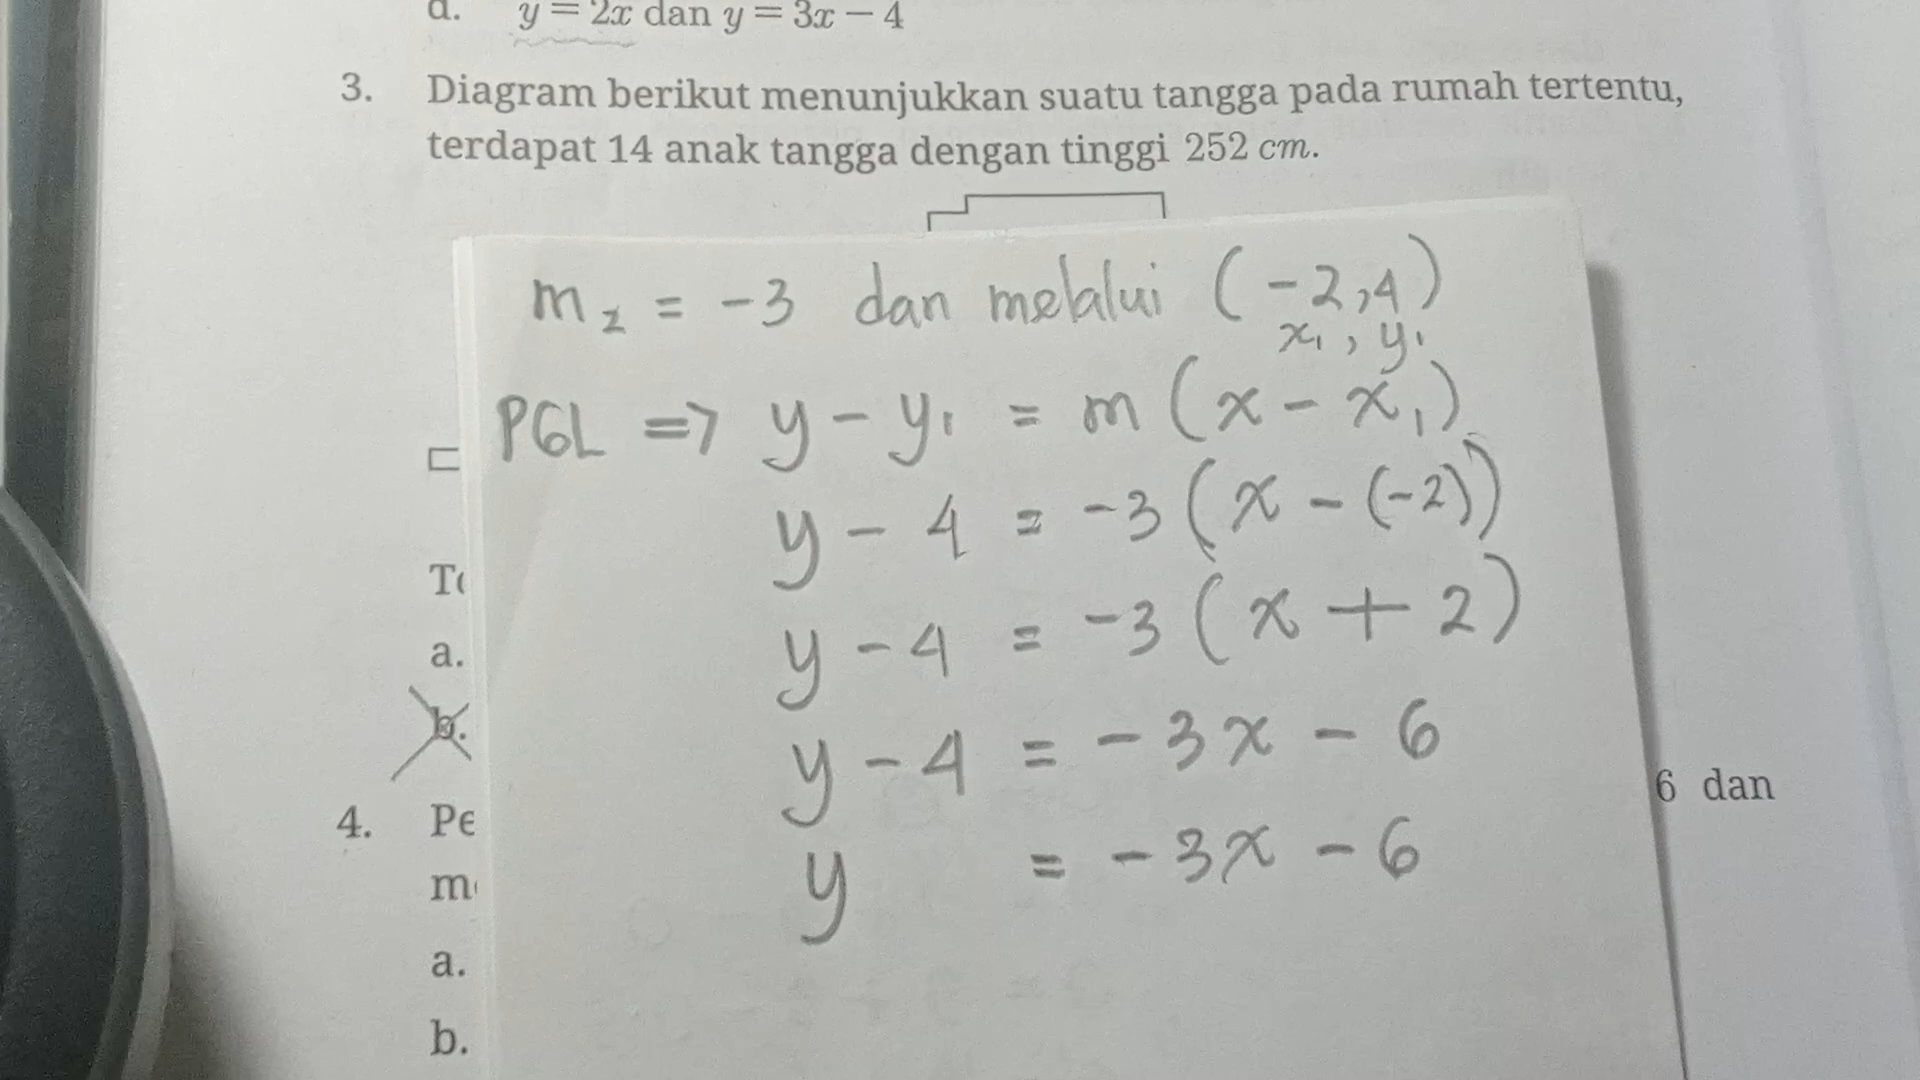 d. y = 2x dan y = 3x − 4
3. Diagram berikut menunjukkan suatu tangga pada rumah tertentu,
terdapat 14 anak tangga dengan tinggi 252 cm.
m₂ = -3 dan melalui (-2,4)
x₁, y₁
PGL => y - y₁ = m (x - x₁)
y - 4 = -3 (x - (-2))
y - 4 = -3 (x + 2)
y - 4 = -3x - 6
y = -3x - 6
a.
b.
6 dan
4. Pe
a.
b.